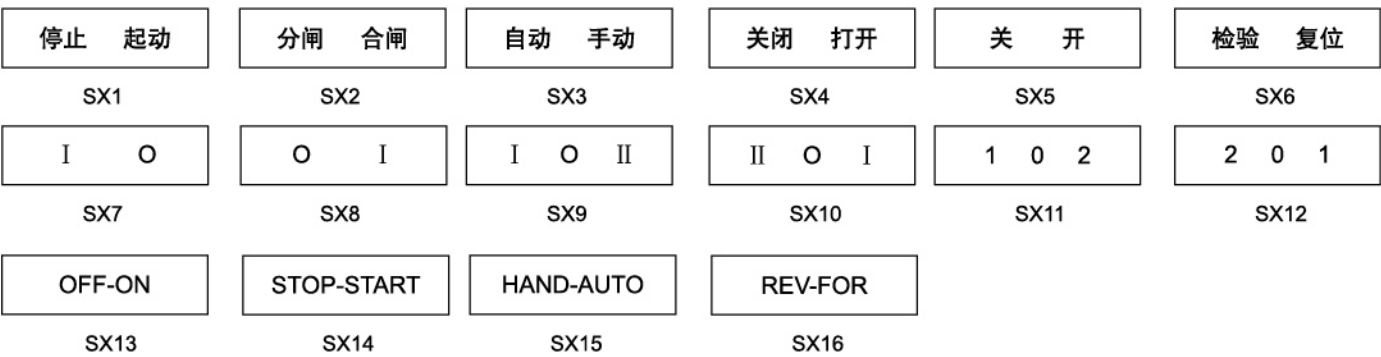 停止 起动 分闸 合闸 自动 手动 关闭 打开 关 开 检验 复位
SX1 SX2 SX3 SX4 SX5 SX6
Ⅰ O O Ⅰ Ⅰ O Ⅱ Ⅱ O Ⅰ 1 0 2 2 0 1
SX7 SX8 SX9 SX10 SX11 SX12
OFF-ON STOP-START HAND-AUTO REV-FOR
SX13 SX14 SX15 SX16